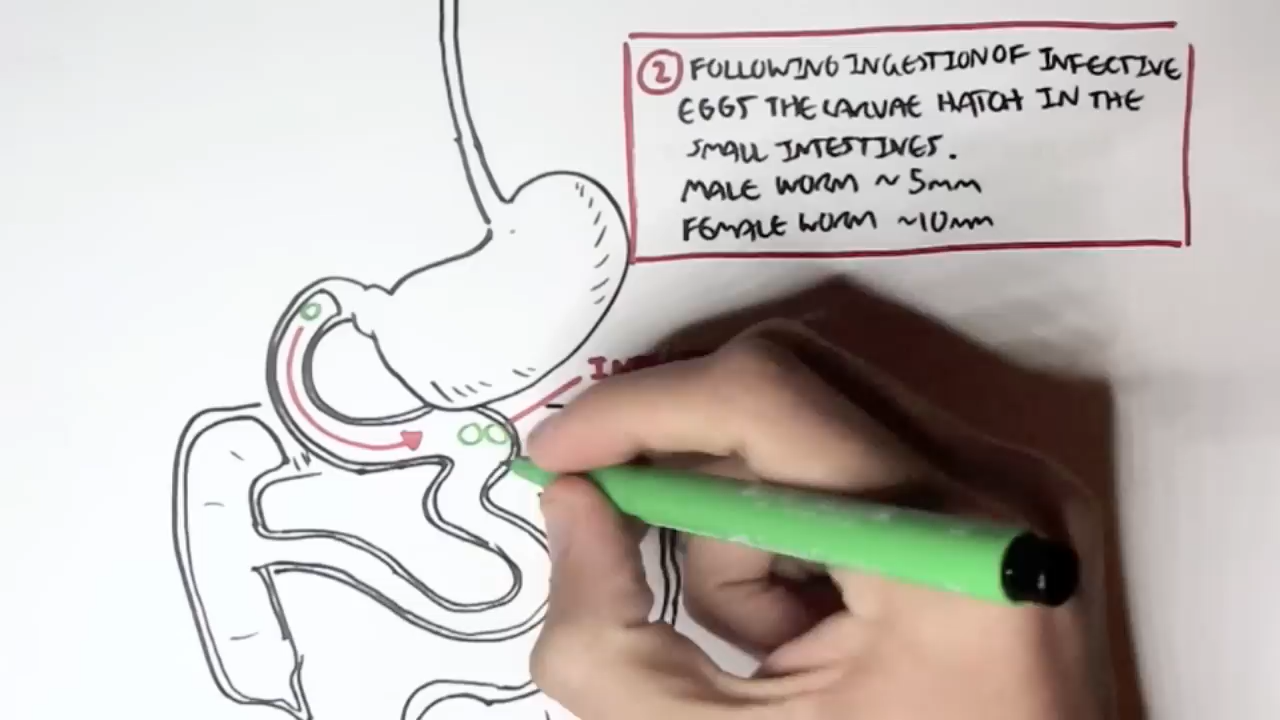 2 FOLLOWING INGESTION OF INFECTIVE
EGGS THE LARVAE HATCH IN THE
SMALL INTESTINES.
MALE WORM ~ 5mm
FEMALE WORM ~10mm